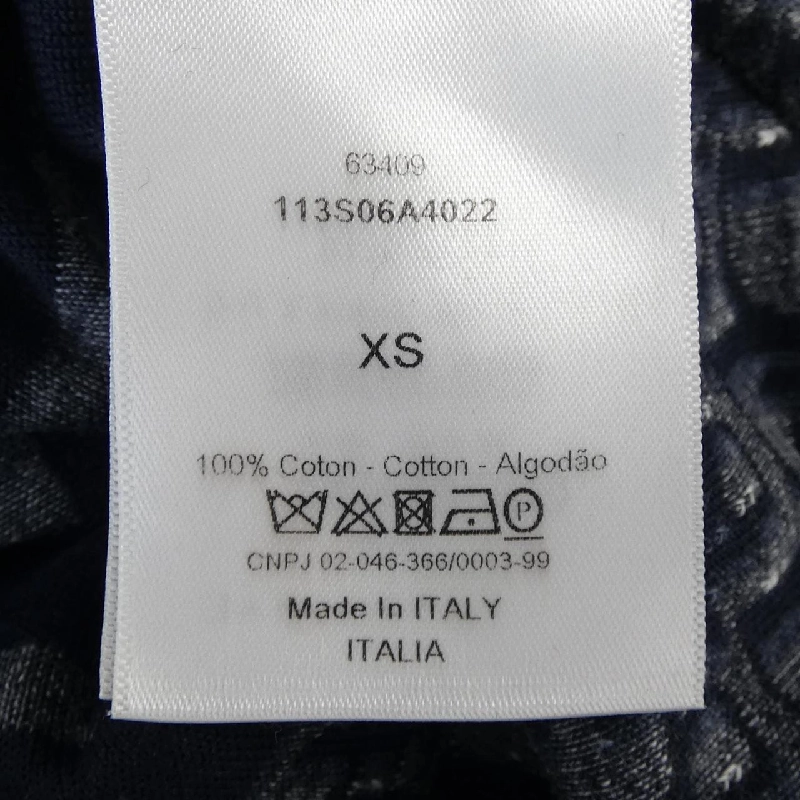 63409
113S06A4022
XS
100% Coton - Cotton - Algodão
P
CNPJ 02-046-366/0003-99
Made In ITALY
ITALIA